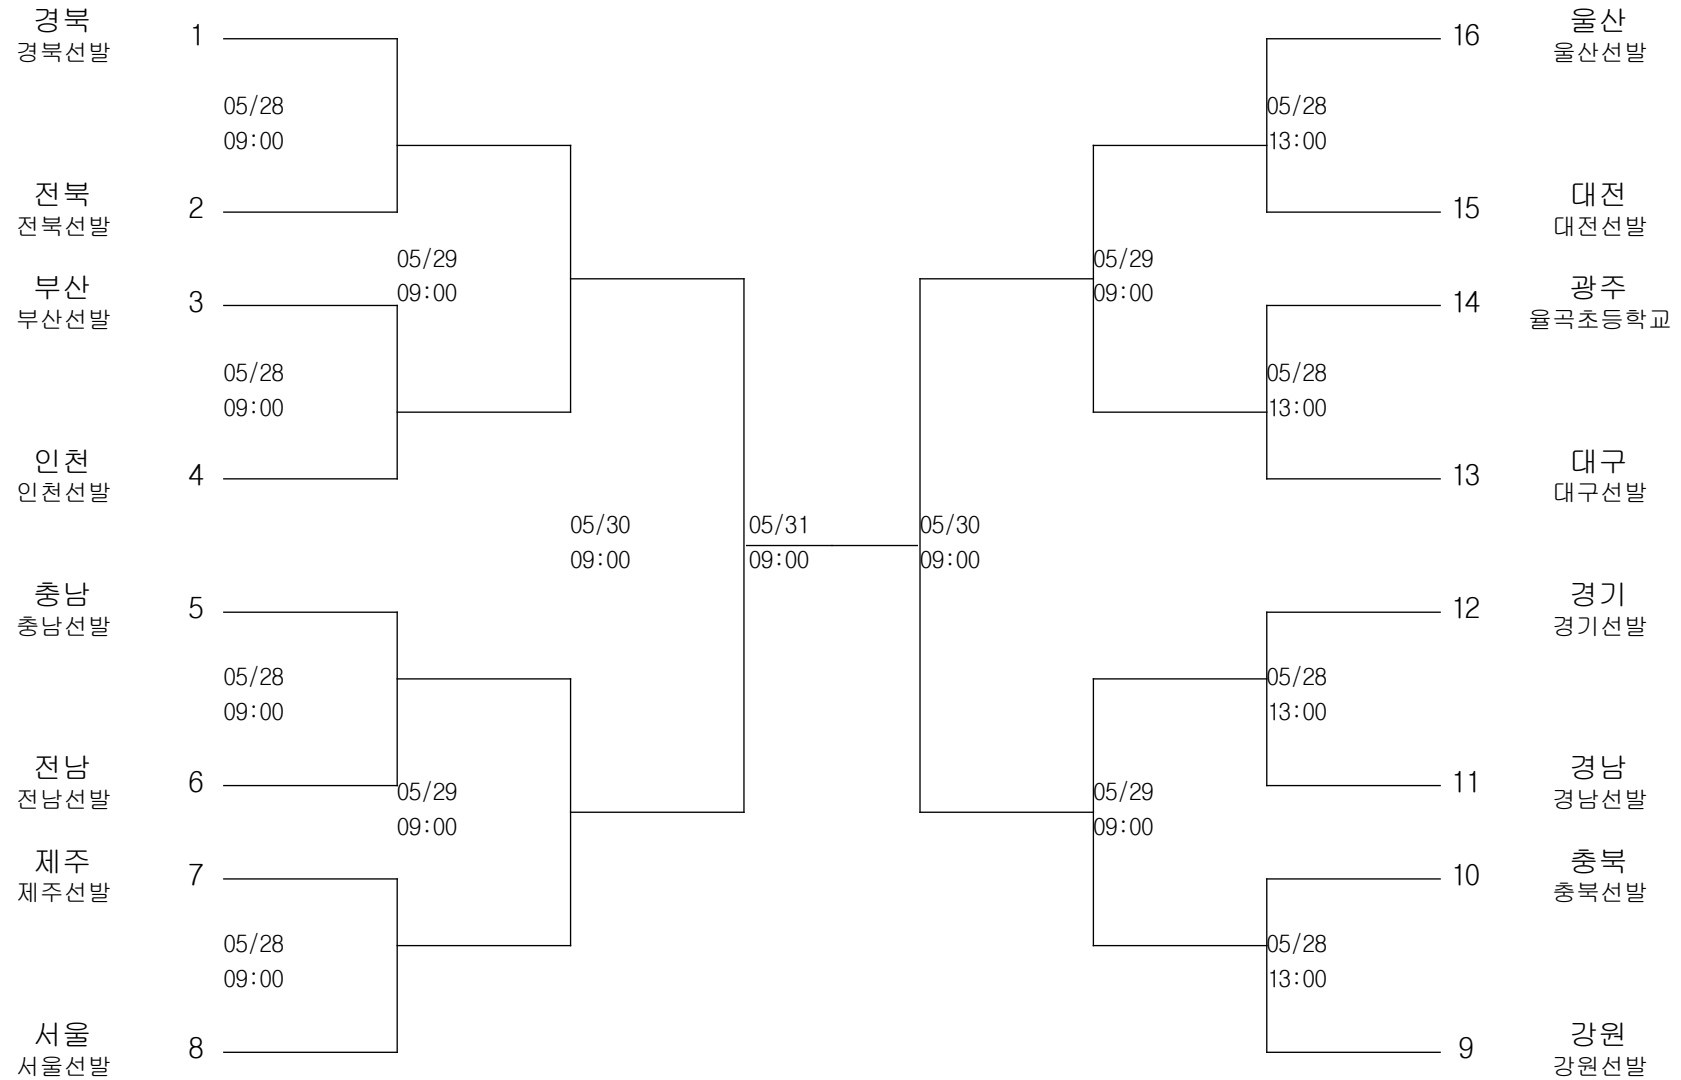 경북
경북선발
1
05/28
09:00
전북
전북선발
2
05/29
09:00
부산
부산선발
3
05/28
09:00
인천
인천선발
4
05/30
09:00
충남
충남선발
5
05/28
09:00
전남
전남선발
6
05/29
09:00
제주
제주선발
7
05/28
09:00
서울
서울선발
8
05/31
09:00
16
울산
울산선발
05/28
13:00
15
대전
대전선발
05/29
09:00
14
광주
율곡초등학교
05/28
13:00
13
대구
대구선발
05/30
09:00
12
경기
경기선발
05/28
13:00
11
경남
경남선발
05/29
09:00
10
충북
충북선발
05/28
13:00
9
강원
강원선발